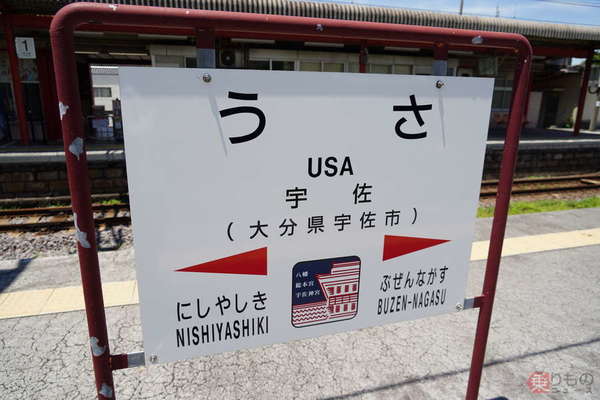 1
うさ
USA
宇佐
(大分県宇佐市)
にしやしき
NISHIYASHIKI
八幡
総本宮
宇佐神宮
ぶぜんながす
BUZEN-NAGASU
乗りもの
ニュース